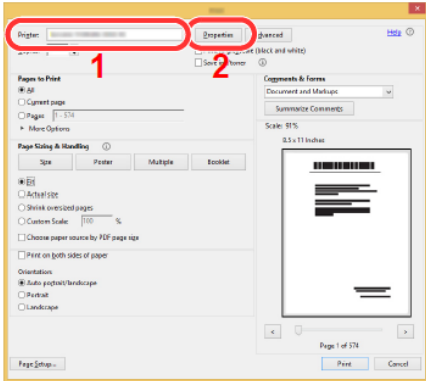 Printer:
Properties
Advanced
Help
1
2
(black and white)
Pages to Print
All
Current page
Pages
1 - 574
More Options
Comments & Forms
Document and Markups
Summarize Comments
Scale: 91%
8.5 x 11 Inches
Page Sizing & Handling
Size
Poster
Multiple
Booklet
Fit
Actual size
Shrink oversized pages
Custom Scale:
100
%
Choose paper source by PDF page size
Print on both sides of paper
Orientation:
Auto portrait/landscape
Portrait
Landscape
<
>
Page 1 of 574
Page Setup...
Print
Cancel